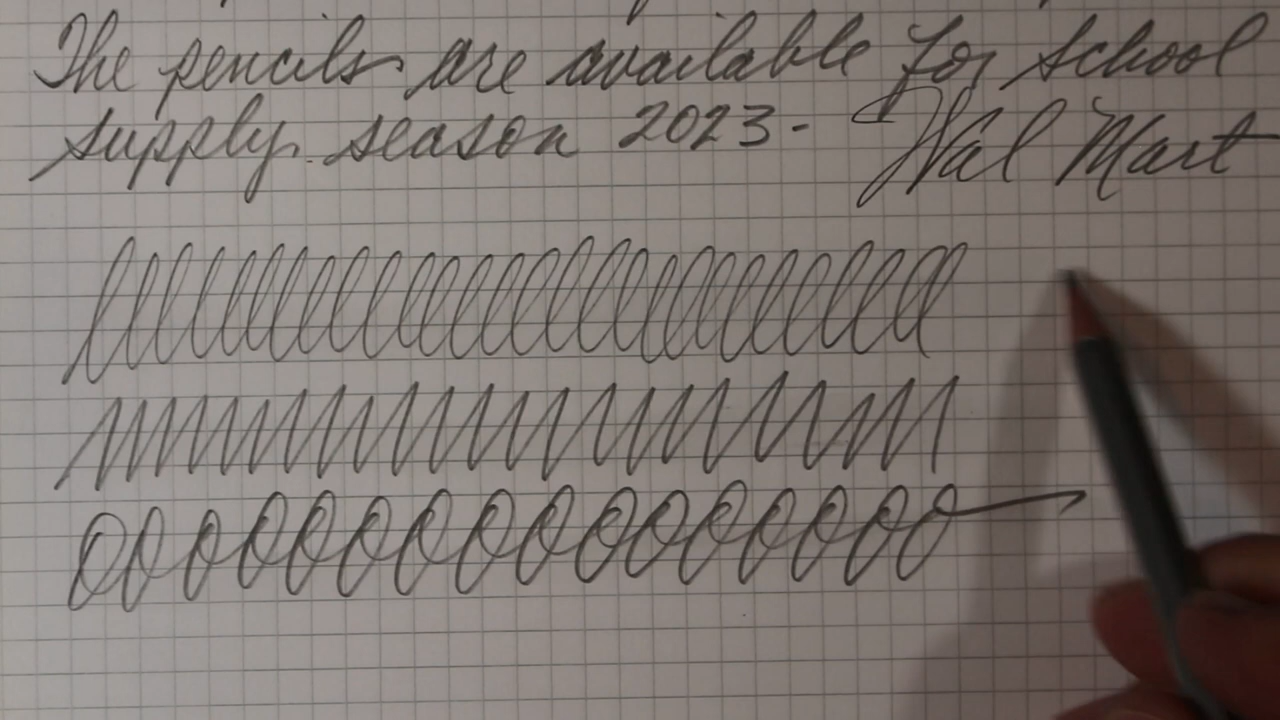 The pencils are available for school
supply. season 2023- Wal Mart